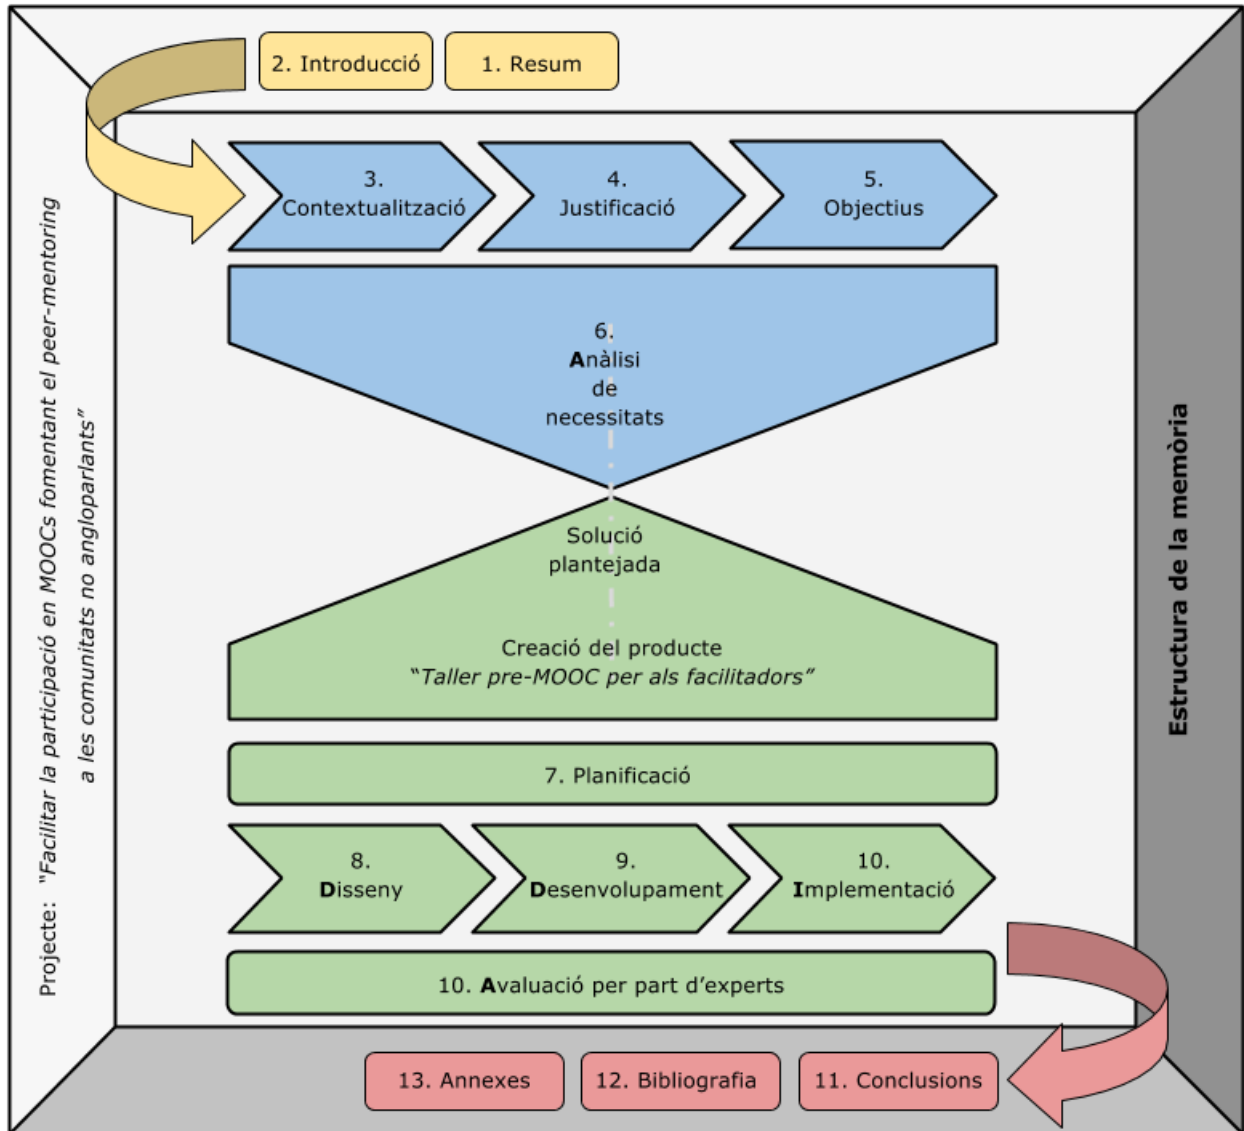 2. Introducció
1. Resum
3.
Contextualització
4.
Justificació
5.
Objectius
6.
Anàlisi
de
necessitats
Solució
plantejada
Creació del producte
“Taller pre-MOOC per als facilitadors”
7. Planificació
8.
Disseny
9.
Desenvolupament
10.
Implementació
10. Avaluació per part d’experts
13. Annexes
12. Bibliografia
11. Conclusions
Projecte: “Facilitar la participació en MOOCs fomentant el peer-mentoring
a les comunitats no angloparlants”
Estructura de la memòria